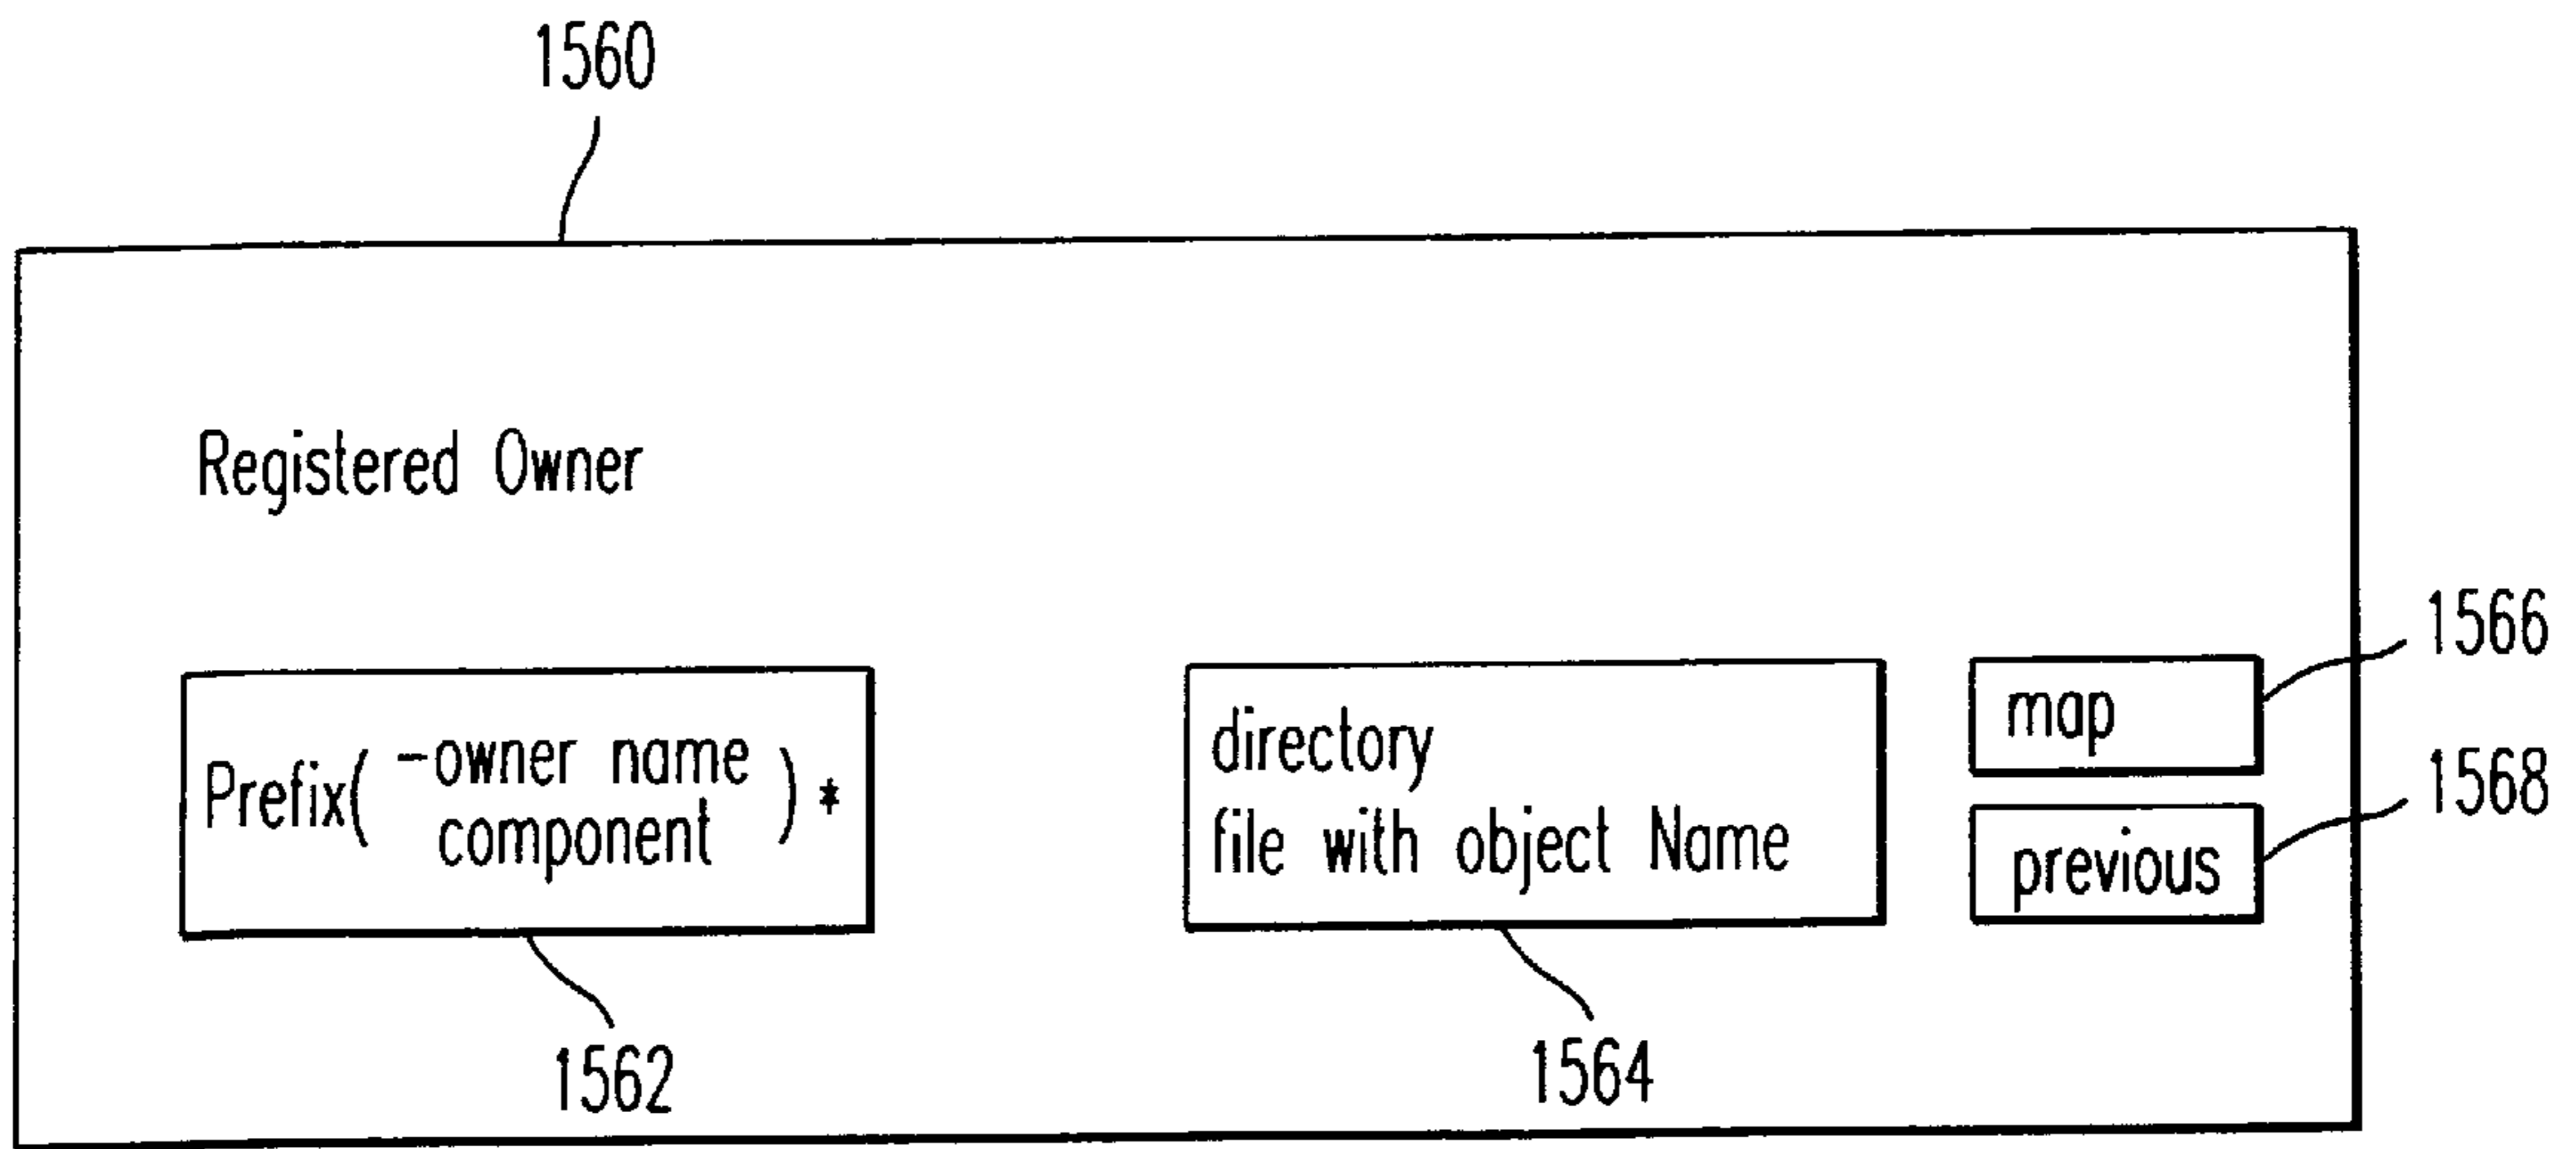 1560
Registered Owner
Prefix( -owner name component )*
directory
file with object Name
map
previous
1566
1568
1562
1564